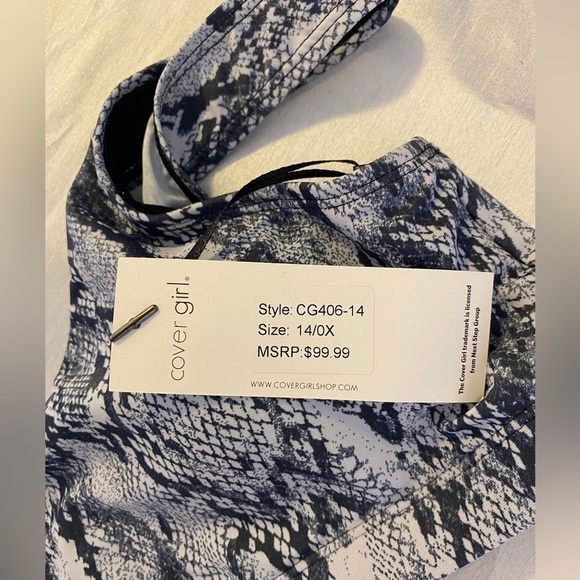 cover girl®
Style: CG406-14
Size: 14/0X
MSRP:$99.99
WWW.COVERGIRLSHOP.COM
The Cover Girl trademark is licensed
from Next Step Group